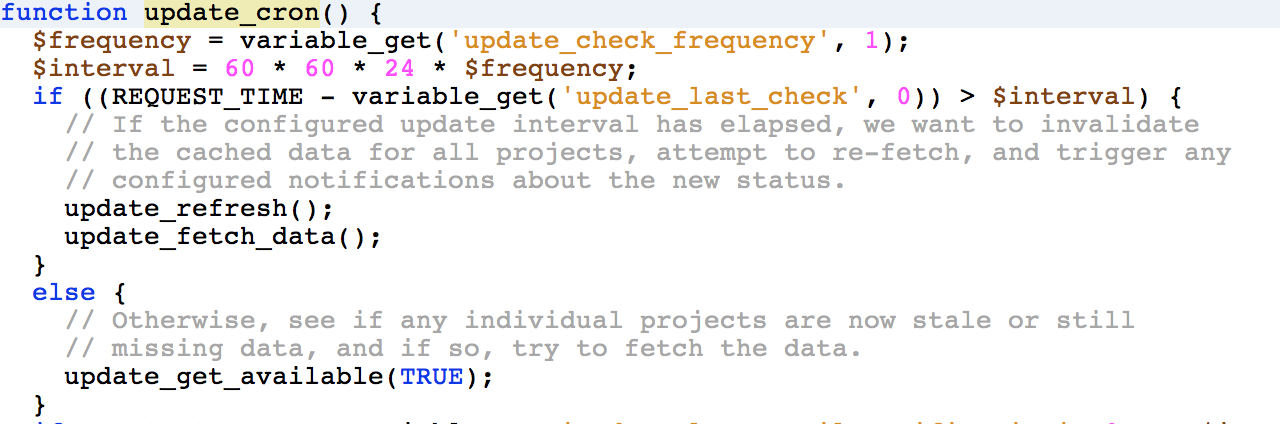 function update_cron() {
  $frequency = variable_get('update_check_frequency', 1);
  $interval = 60 * 60 * 24 * $frequency;
  if ((REQUEST_TIME - variable_get('update_last_check', 0)) > $interval) {
    // If the configured update interval has elapsed, we want to invalidate
    // the cached data for all projects, attempt to re-fetch, and trigger any
    // configured notifications about the new status.
    update_refresh();
    update_fetch_data();
  }
  else {
    // Otherwise, see if any individual projects are now stale or still
    // missing data, and if so, try to fetch the data.
    update_get_available(TRUE);
  }